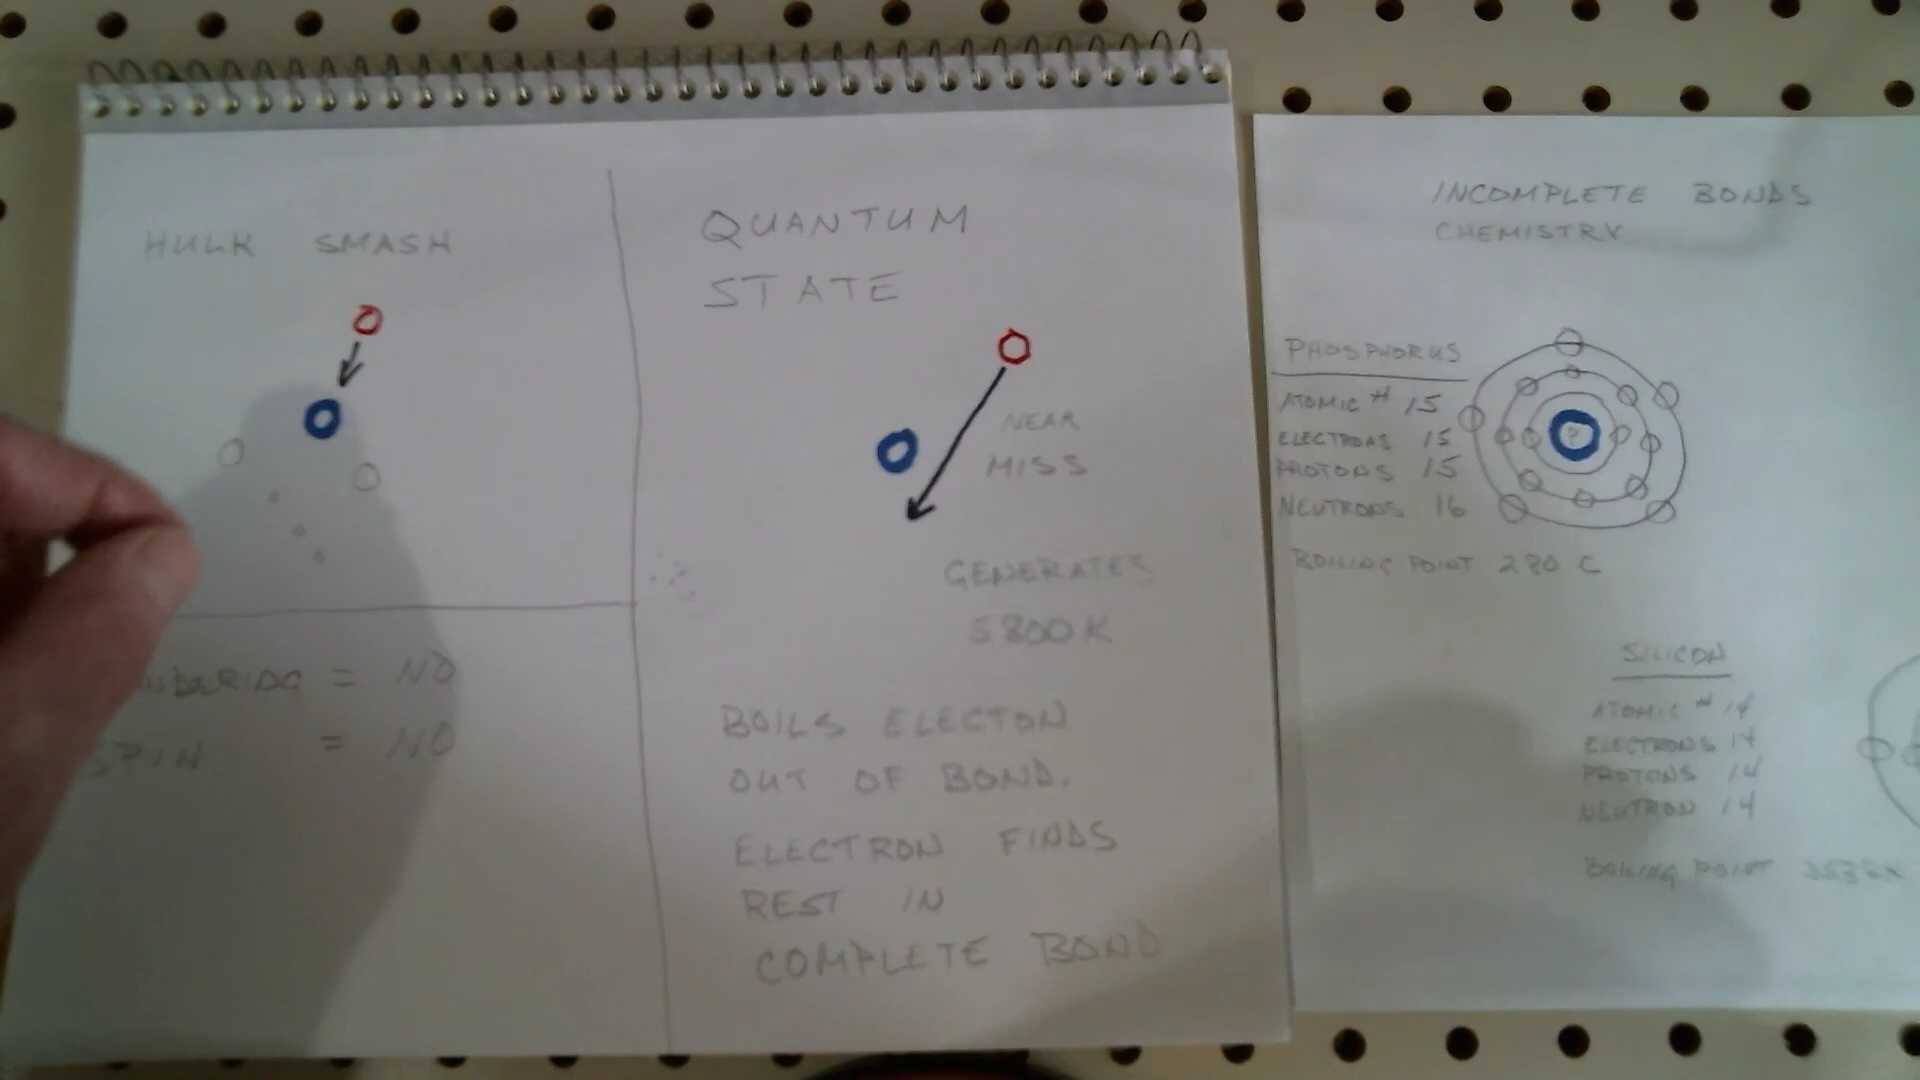 HULK SMASH
= NO
SPIN = NO
QUANTUM
STATE
NEAR
MISS
GENERATES
5800K
BOILS ELECTON
OUT OF BOND.
ELECTRON FINDS
REST IN
COMPLETE BOND
INCOMPLETE BONDS
CHEMISTRY
PHOSPHORUS
ATOMIC # 15
ELECTRONS 15
PROTONS 15
NEUTRONS 16
P
BOILING POINT 280 C
SILICON
ATOMIC # 14
ELECTRONS 14
PROTONS 14
NEUTRON 14
BOILING POINT